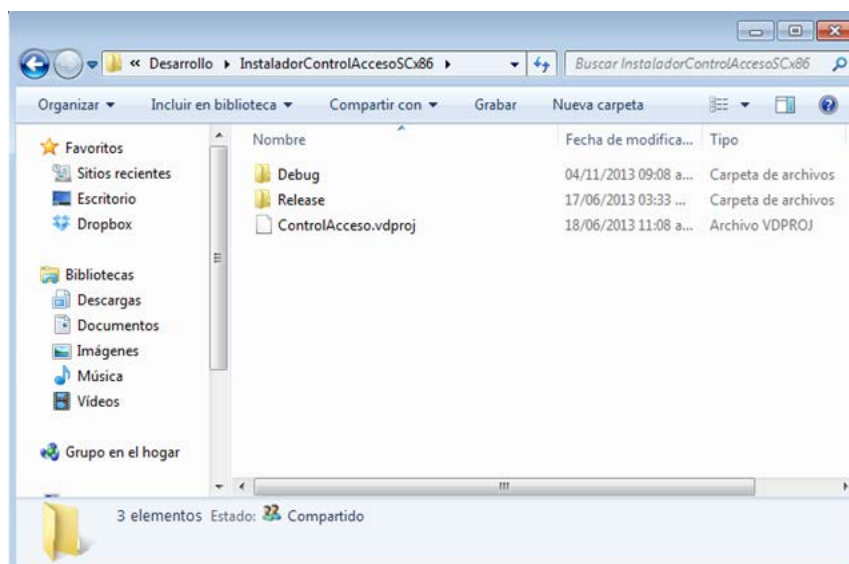 « Desarrollo ▸ InstaladorControlAccesoSCx86 ▸ Buscar InstaladorControlAccesoSCx86
Organizar Incluir en biblioteca Compartir con Grabar Nueva carpeta
Favoritos
Sitios recientes
Escritorio
Dropbox
Bibliotecas
Descargas
Documentos
Imágenes
Música
Vídeos
Grupo en el hogar
Nombre Fecha de modifica... Tipo
Debug 04/11/2013 09:08 a... Carpeta de archivos
Release 17/06/2013 03:33 ... Carpeta de archivos
ControlAcceso.vdproj 18/06/2013 11:08 a... Archivo VDPROJ
3 elementos Estado: Compartido